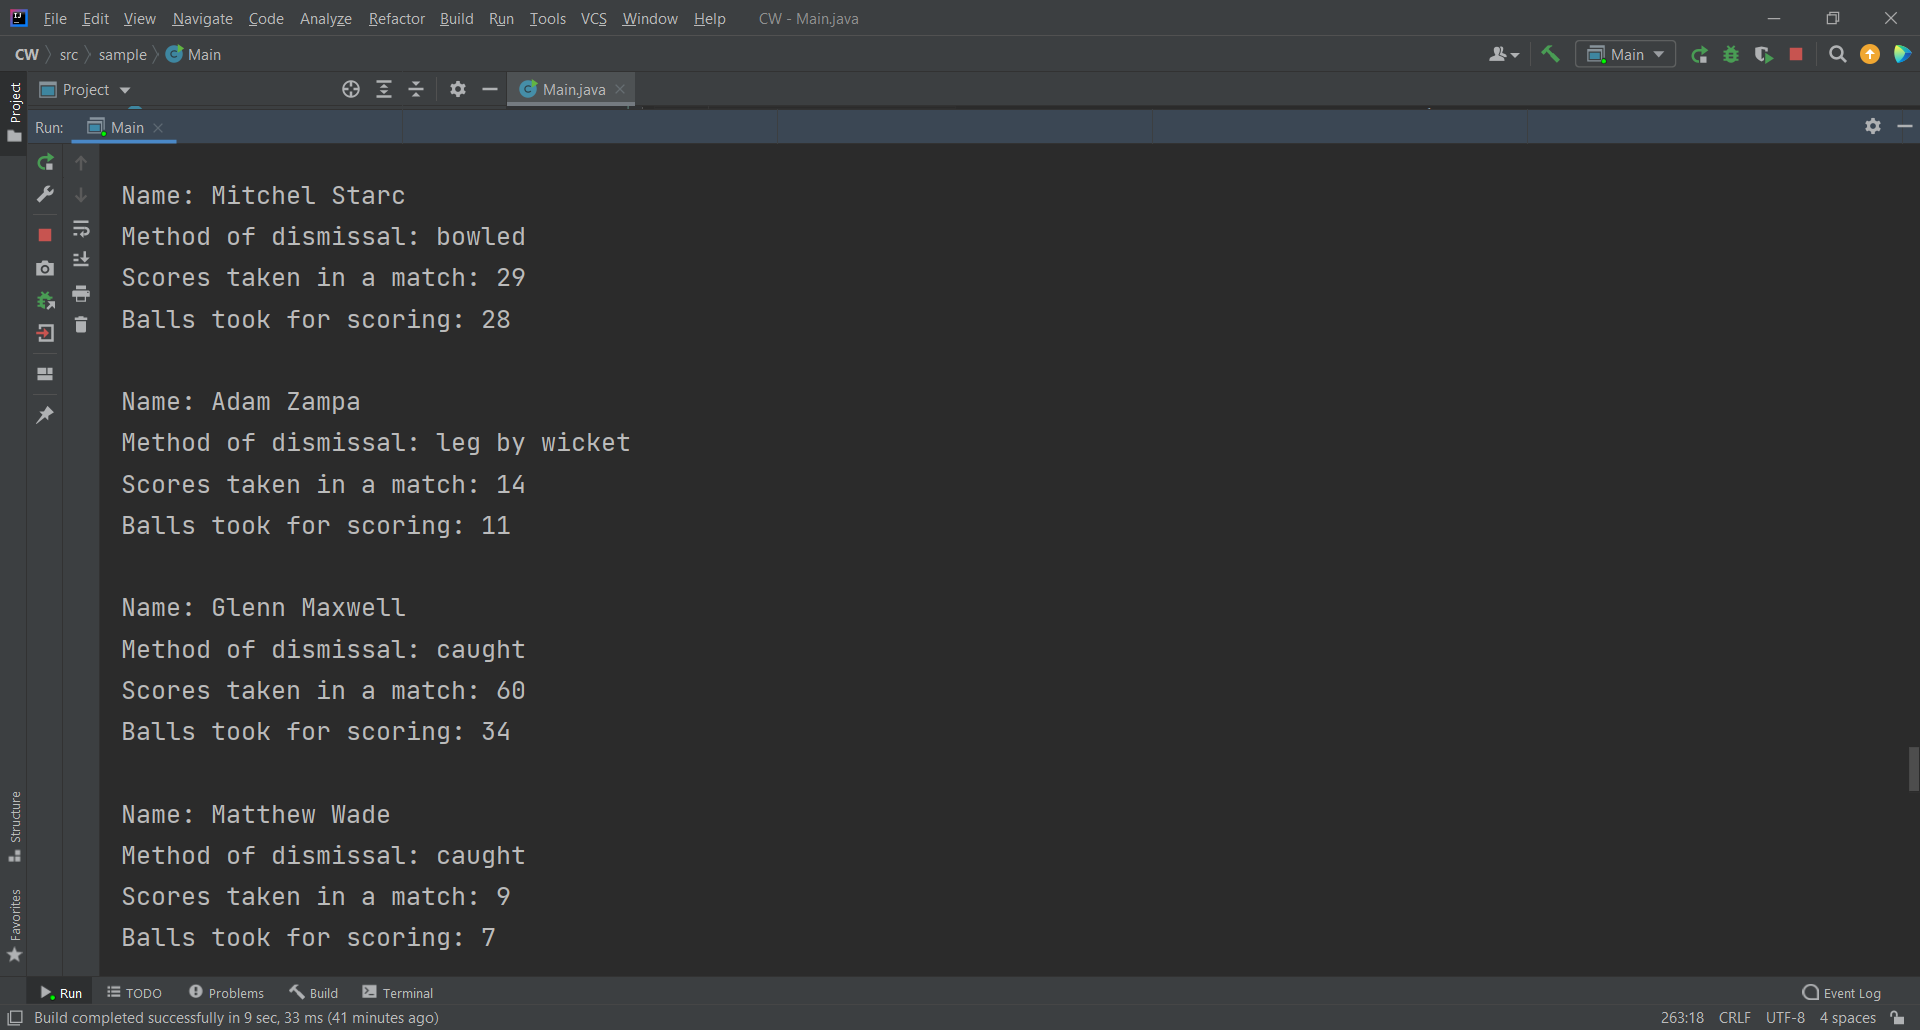 File Edit View Navigate Code Analyze Refactor Build Run Tools VCS Window Help CW - Main.java
CW src sample Main
Main
Project
Main.java
Project
Run: Main
Name: Mitchel Starc
Method of dismissal: bowled
Scores taken in a match: 29
Balls took for scoring: 28
Name: Adam Zampa
Method of dismissal: leg by wicket
Scores taken in a match: 14
Balls took for scoring: 11
Name: Glenn Maxwell
Method of dismissal: caught
Scores taken in a match: 60
Balls took for scoring: 34
Name: Matthew Wade
Method of dismissal: caught
Scores taken in a match: 9
Balls took for scoring: 7
Structure
Favorites
Run TODO Problems Build Terminal Event Log
Build completed successfully in 9 sec, 33 ms (41 minutes ago) 263:18 CRLF UTF-8 4 spaces